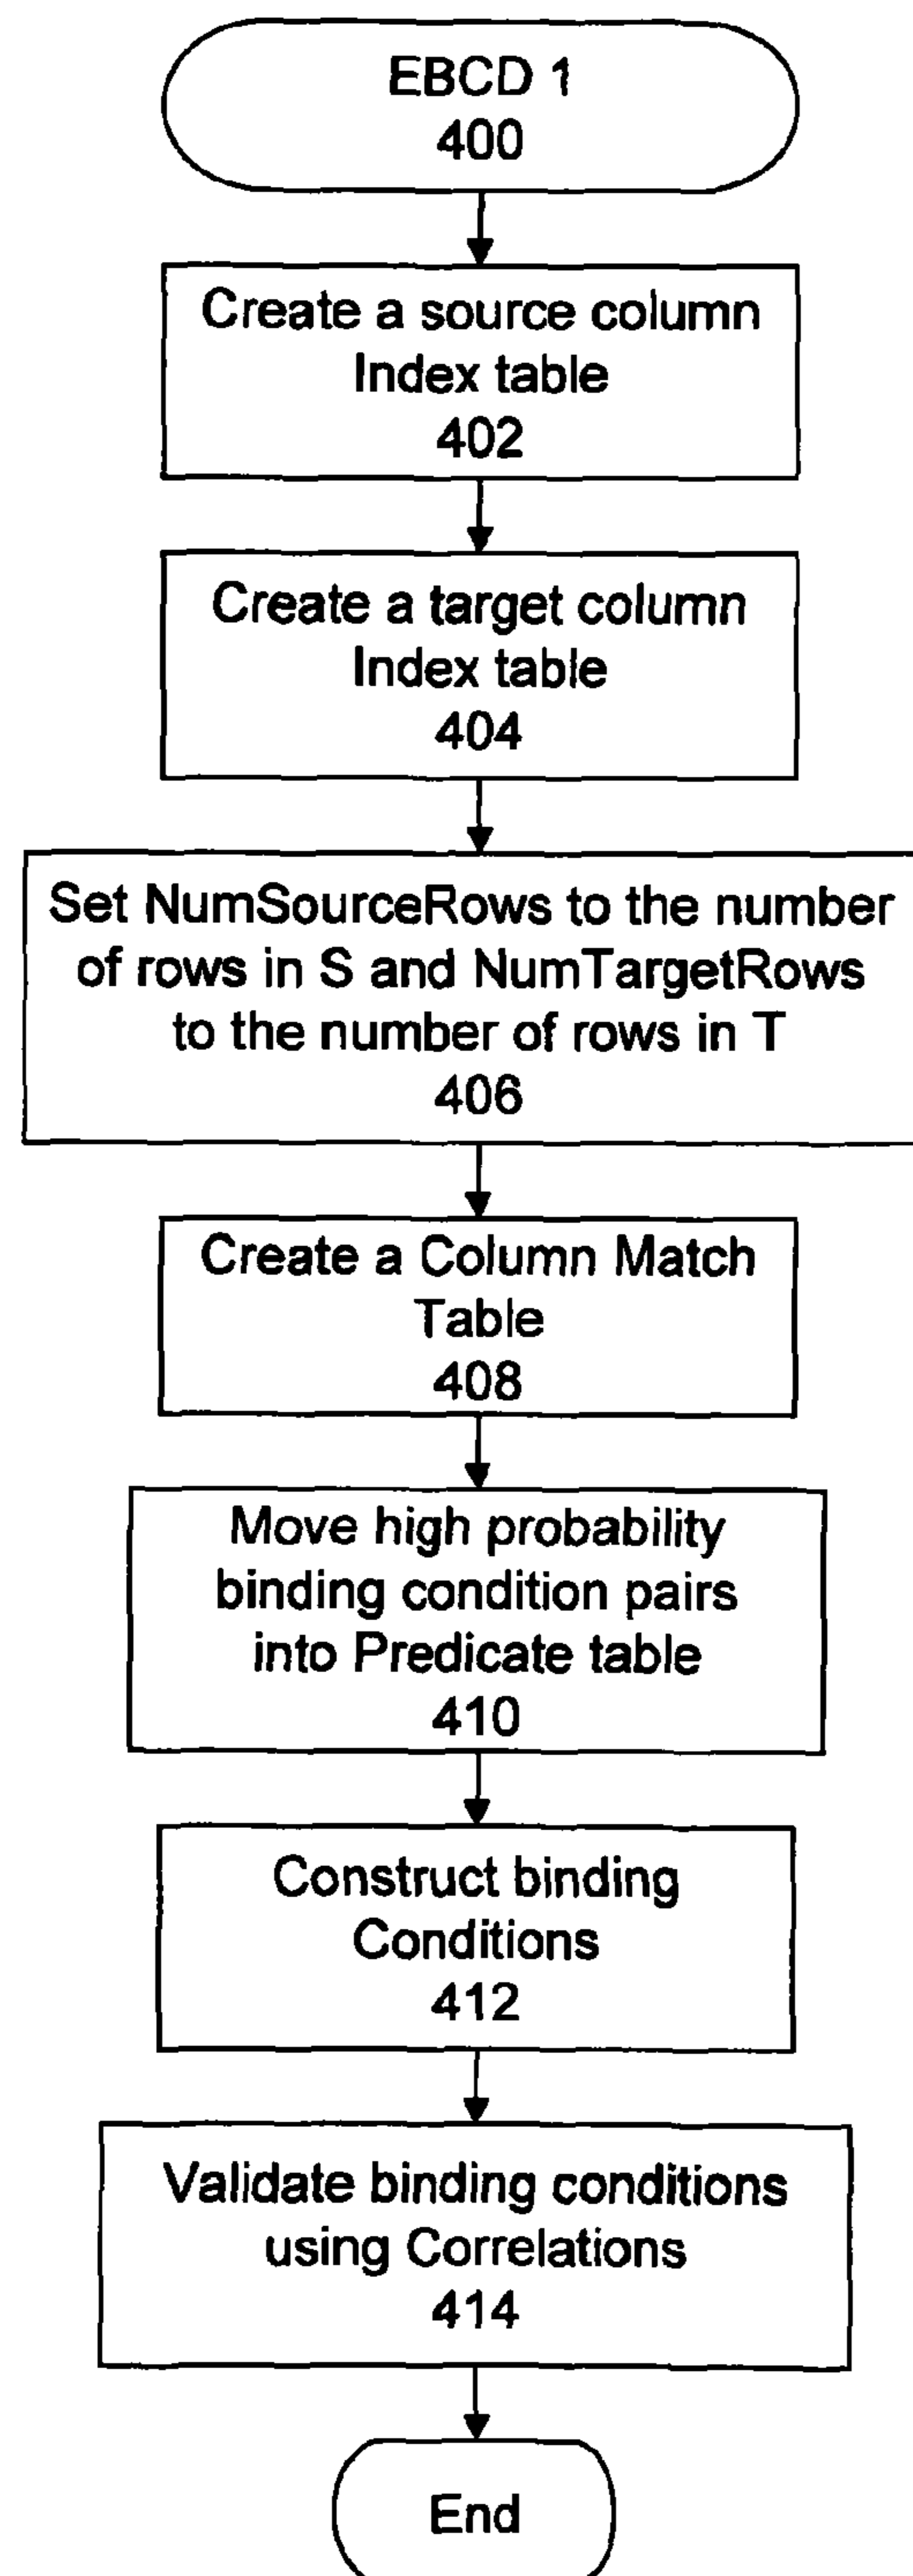 EBCD 1
400
Create a source column
Index table
402
Create a target column
Index table
404
Set NumSourceRows to the number
of rows in S and NumTargetRows
to the number of rows in T
406
Create a Column Match
Table
408
Move high probability
binding condition pairs
into Predicate table
410
Construct binding
Conditions
412
Validate binding conditions
using Correlations
414
End